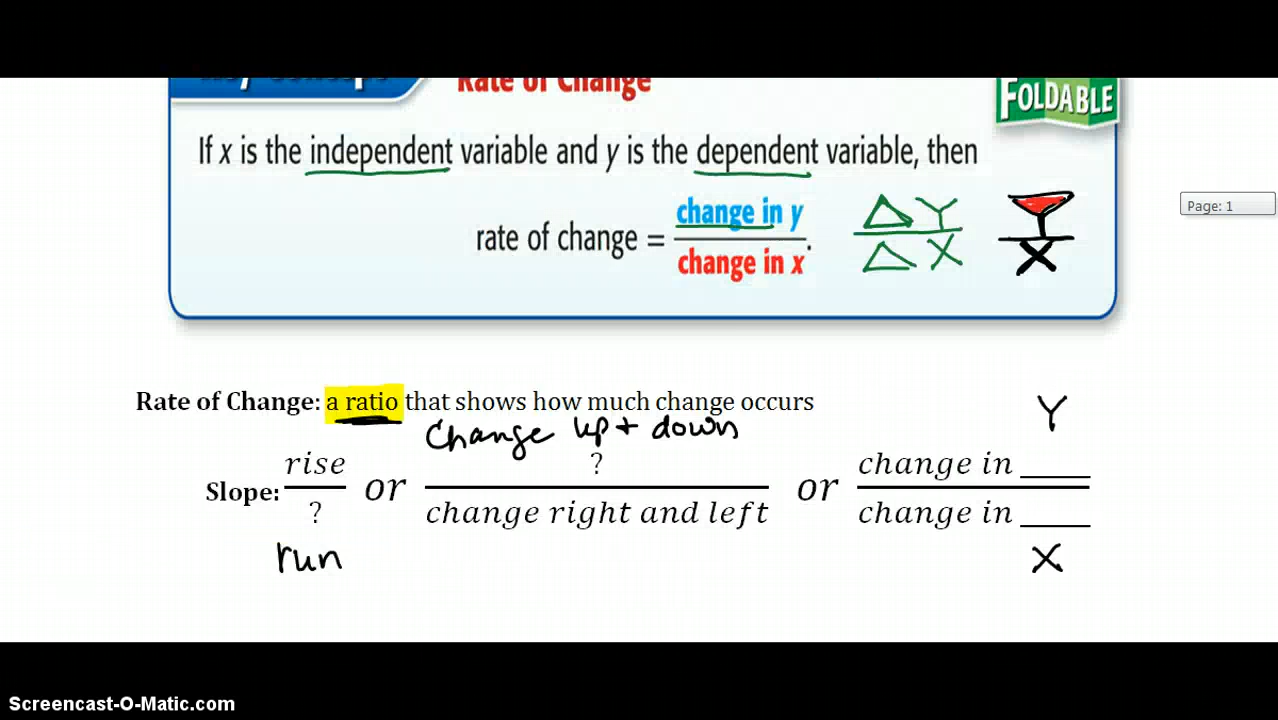 Key Concept Rate of Change
FOLDABLE
If x is the independent variable and y is the dependent variable, then
rate of change = change in y / change in x .
ΔY / ΔX
Y / X
Page: 1
Rate of Change: a ratio that shows how much change occurs
Change up + down
Y
Slope: rise / ? or ? / change right and left or change in ____ / change in ____
run
X
Screencast-O-Matic.com